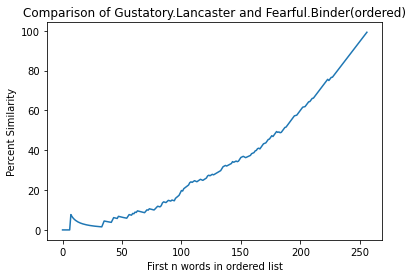 Comparison of Gustatory.Lancaster and Fearful.Binder(ordered)
100
80
60
40
20
0
Percent Similarity
0 50 100 150 200 250
First n words in ordered list